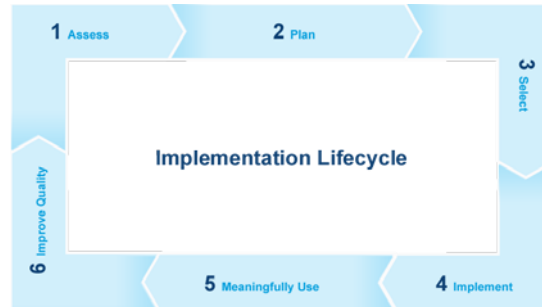 1 Assess
2 Plan
3 Select
Implementation Lifecycle
4 Implement
5 Meaningfully Use
6 Improve Quality